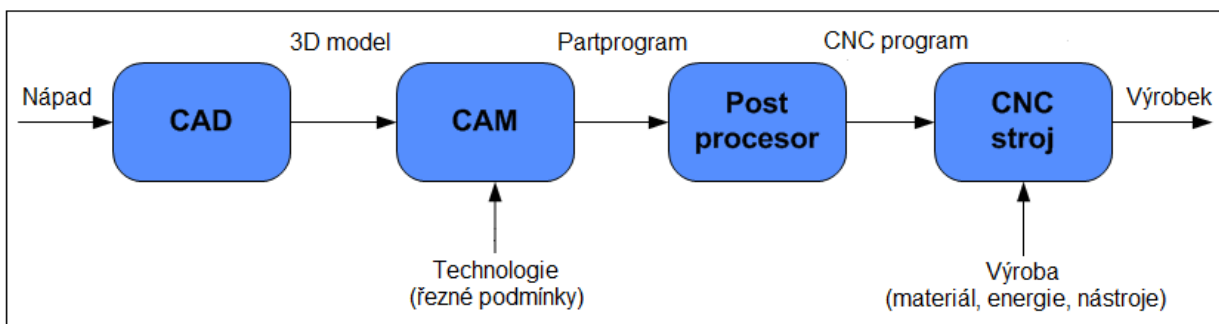 3D model
Partprogram
CNC program
Nápad
CAD
CAM
Post
procesor
CNC
stroj
Výrobek
Technologie
(řezné podmínky)
Výroba
(materiál, energie, nástroje)